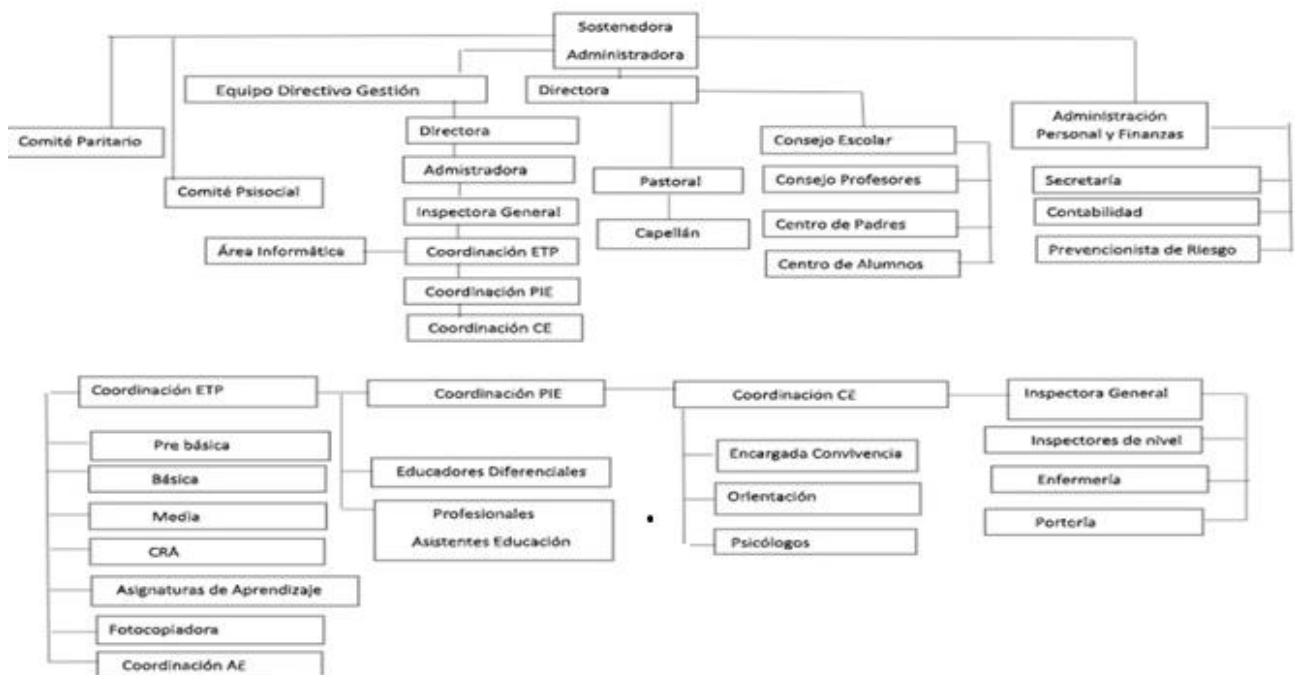 Sostenedora
Administradora
Equipo Directivo Gestión
Directora
Comité Paritario
Comité Psisocial
Directora
Admistradora
Inspectora General
Área Informática
Coordinación ETP
Coordinación PIE
Coordinación CE
Pastoral
Capellán
Consejo Escolar
Consejo Profesores
Centro de Padres
Centro de Alumnos
Administración
Personal y Finanzas
Secretaría
Contabilidad
Prevencionista de Riesgo
Coordinación ETP
Pre básica
Básica
Media
CRA
Asignaturas de Aprendizaje
Fotocopiadora
Coordinación AE
Coordinación PIE
Educadores Diferenciales
Profesionales
Asistentes Educación
Coordinación CE
Encargada Convivencia
Orientación
Psicólogos
Inspectora General
Inspectores de nivel
Enfermería
Portoría